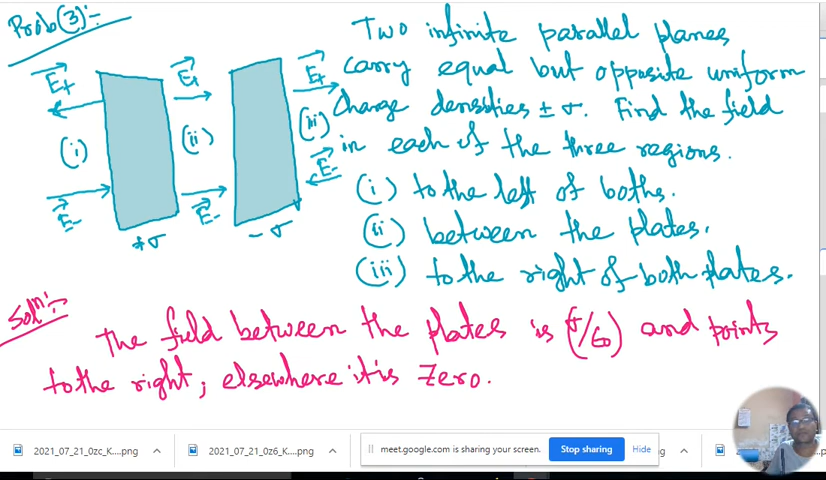 Prob(3):-
Two infinite parallel planes
carry equal but opposite uniform
charge densities ± σ. Find the field
in each of the three regions.
(i) to the left of boths.
(ii) between the plates.
(iii) to the right of both plates.
E+ E+ E+
(i) (ii) (iii)
E- E- E-
+σ -σ
Soln:-
The field between the plates is (σ/ϵ0) and points
to the right, elsewhere it is Zero.
2021_07_21_0zc_K....png
2021_07_21_0z6_K....png
meet.google.com is sharing your screen.
Stop sharing
Hide
g
2